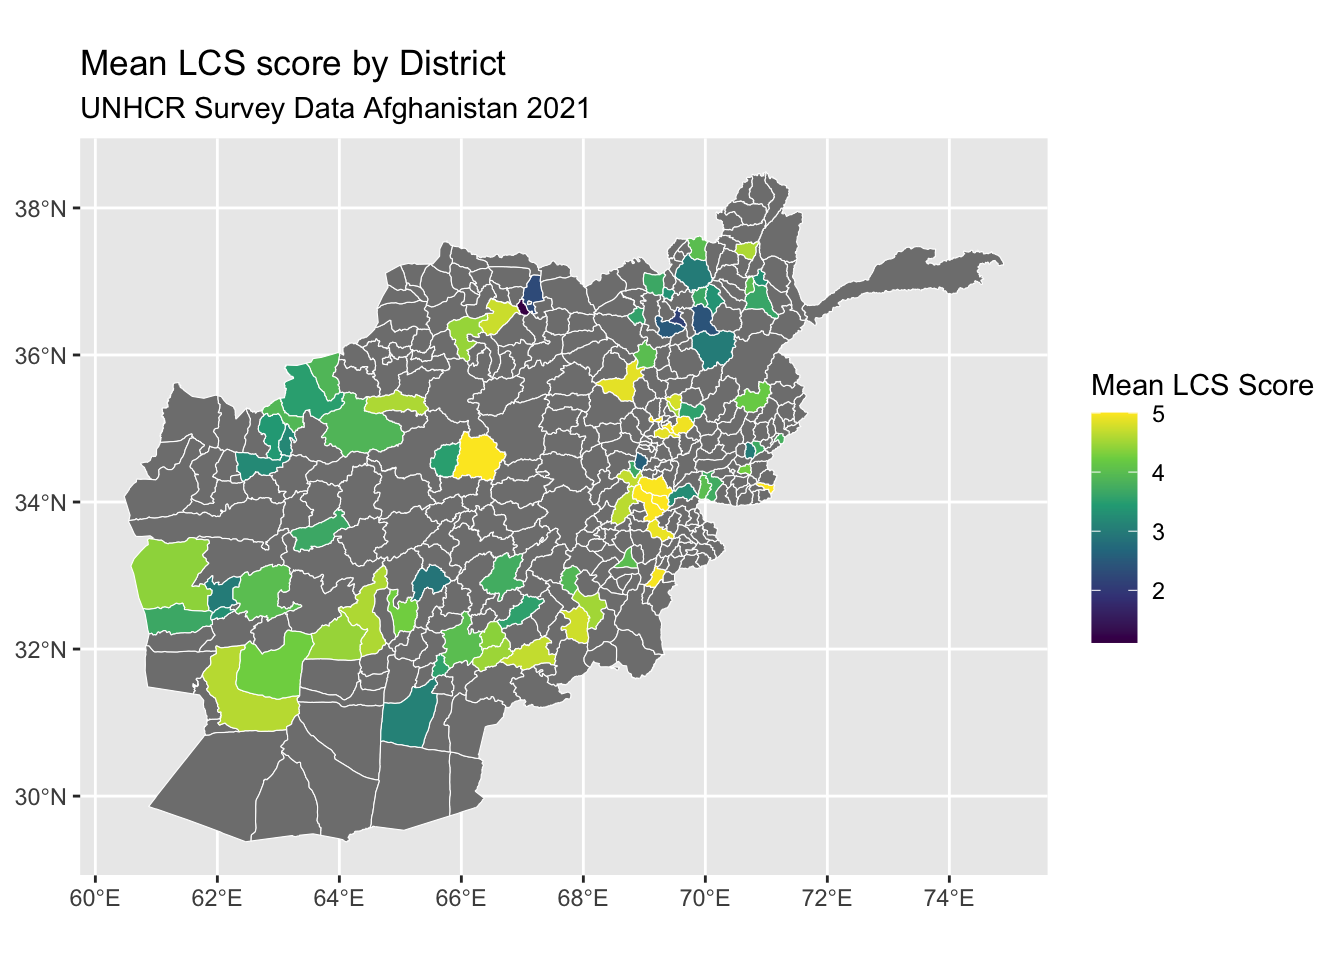 Mean LCS score by District
UNHCR Survey Data Afghanistan 2021
38°N
36°N
34°N
32°N
30°N
60°E
62°E
64°E
66°E
68°E
70°E
72°E
74°E
Mean LCS Score
5
4
3
2